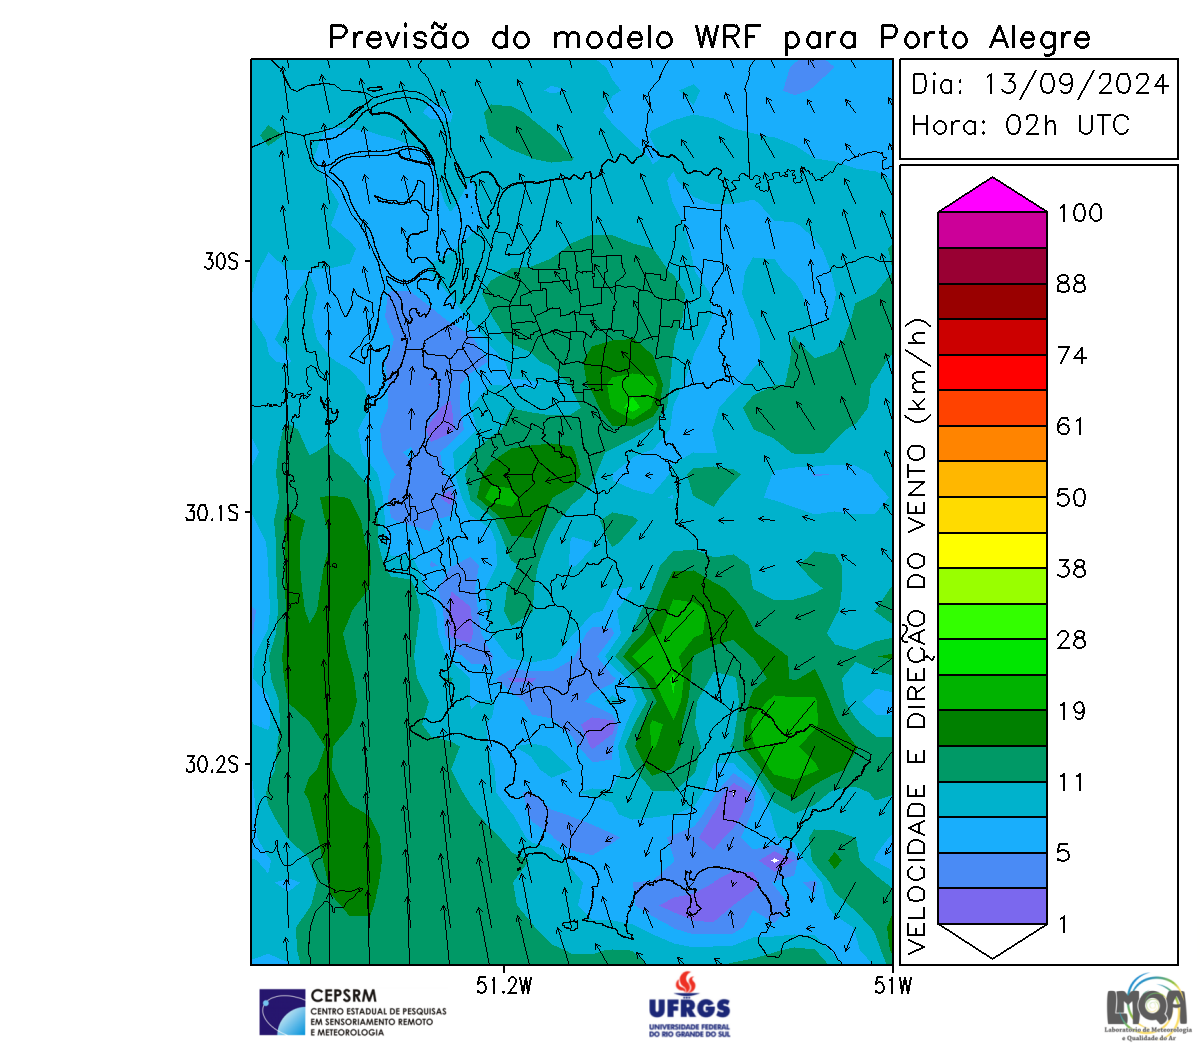 Previsão do modelo WRF para Porto Alegre
Dia: 13/09/2024
Hora: 02h UTC
100
88
74
61
50
38
28
19
11
5
1
VELOCIDADE E DIREÇÃO DO VENTO (km/h)
30S
30.1S
30.2S
51.2W
51W
CEPSRM
CENTRO ESTADUAL DE PESQUISAS
EM SENSORIAMENTO REMOTO
E METEOROLOGIA
UFRGS
UNIVERSIDADE FEDERAL
DO RIO GRANDE DO SUL
LMQA
Laboratório de Meteorologia
e Qualidade do Ar